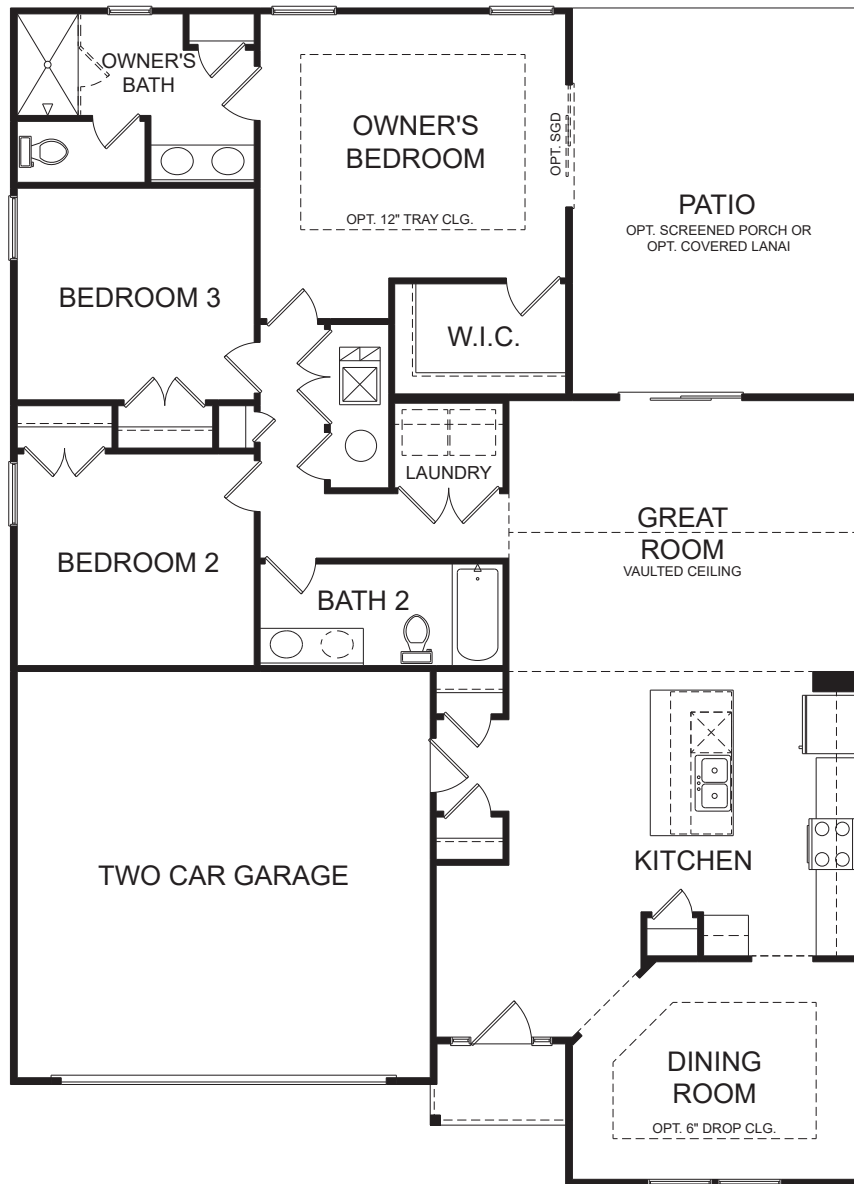 OWNER'S
BATH
OWNER'S
BEDROOM
OPT. 12" TRAY CLG.
OPT. SGD
PATIO
OPT. SCREENED PORCH OR
OPT. COVERED LANAI
BEDROOM 3
W.I.C.
LAUNDRY
GREAT
ROOM
VAULTED CEILING
BEDROOM 2
BATH 2
TWO CAR GARAGE
KITCHEN
DINING
ROOM
OPT. 6" DROP CLG.